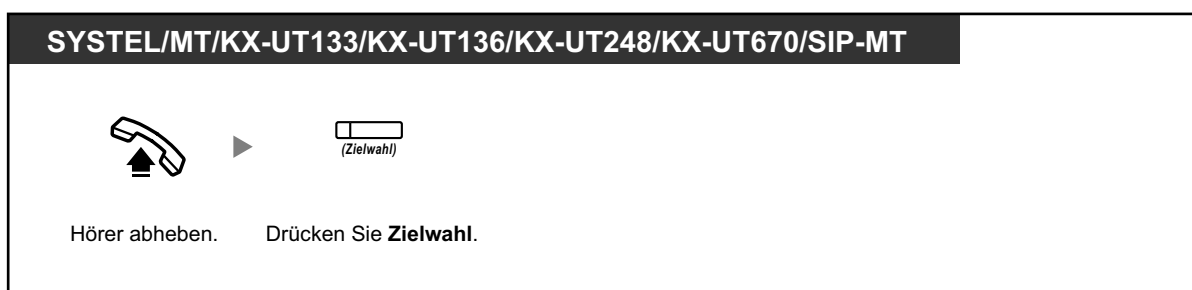 SYSTEL/MT/KX-UT133/KX-UT136/KX-UT248/KX-UT670/SIP-MT
(Zielwahl)
Hörer abheben. Drücken Sie Zielwahl.